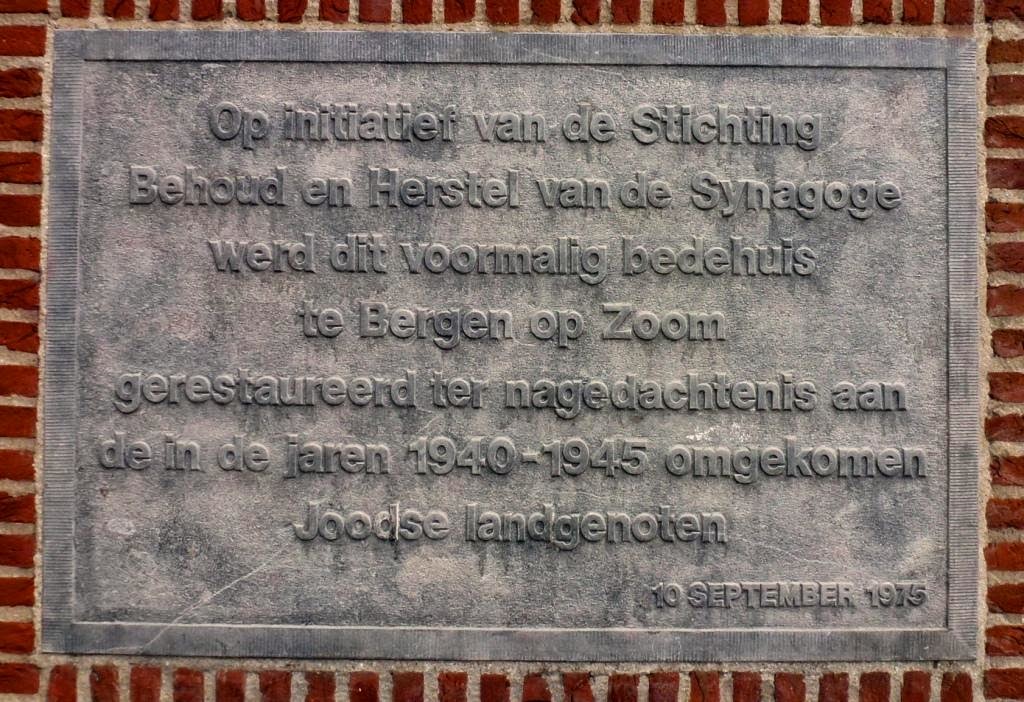 Op initiatief van de Stichting
Behoud en Herstel van de Synagoge
werd dit voormalig bedehuis
te Bergen op Zoom
gerestaureerd ter nagedachtenis aan
de in de jaren 1940-1945 omgekomen
Joodse landgenoten
10 SEPTEMBER 1975